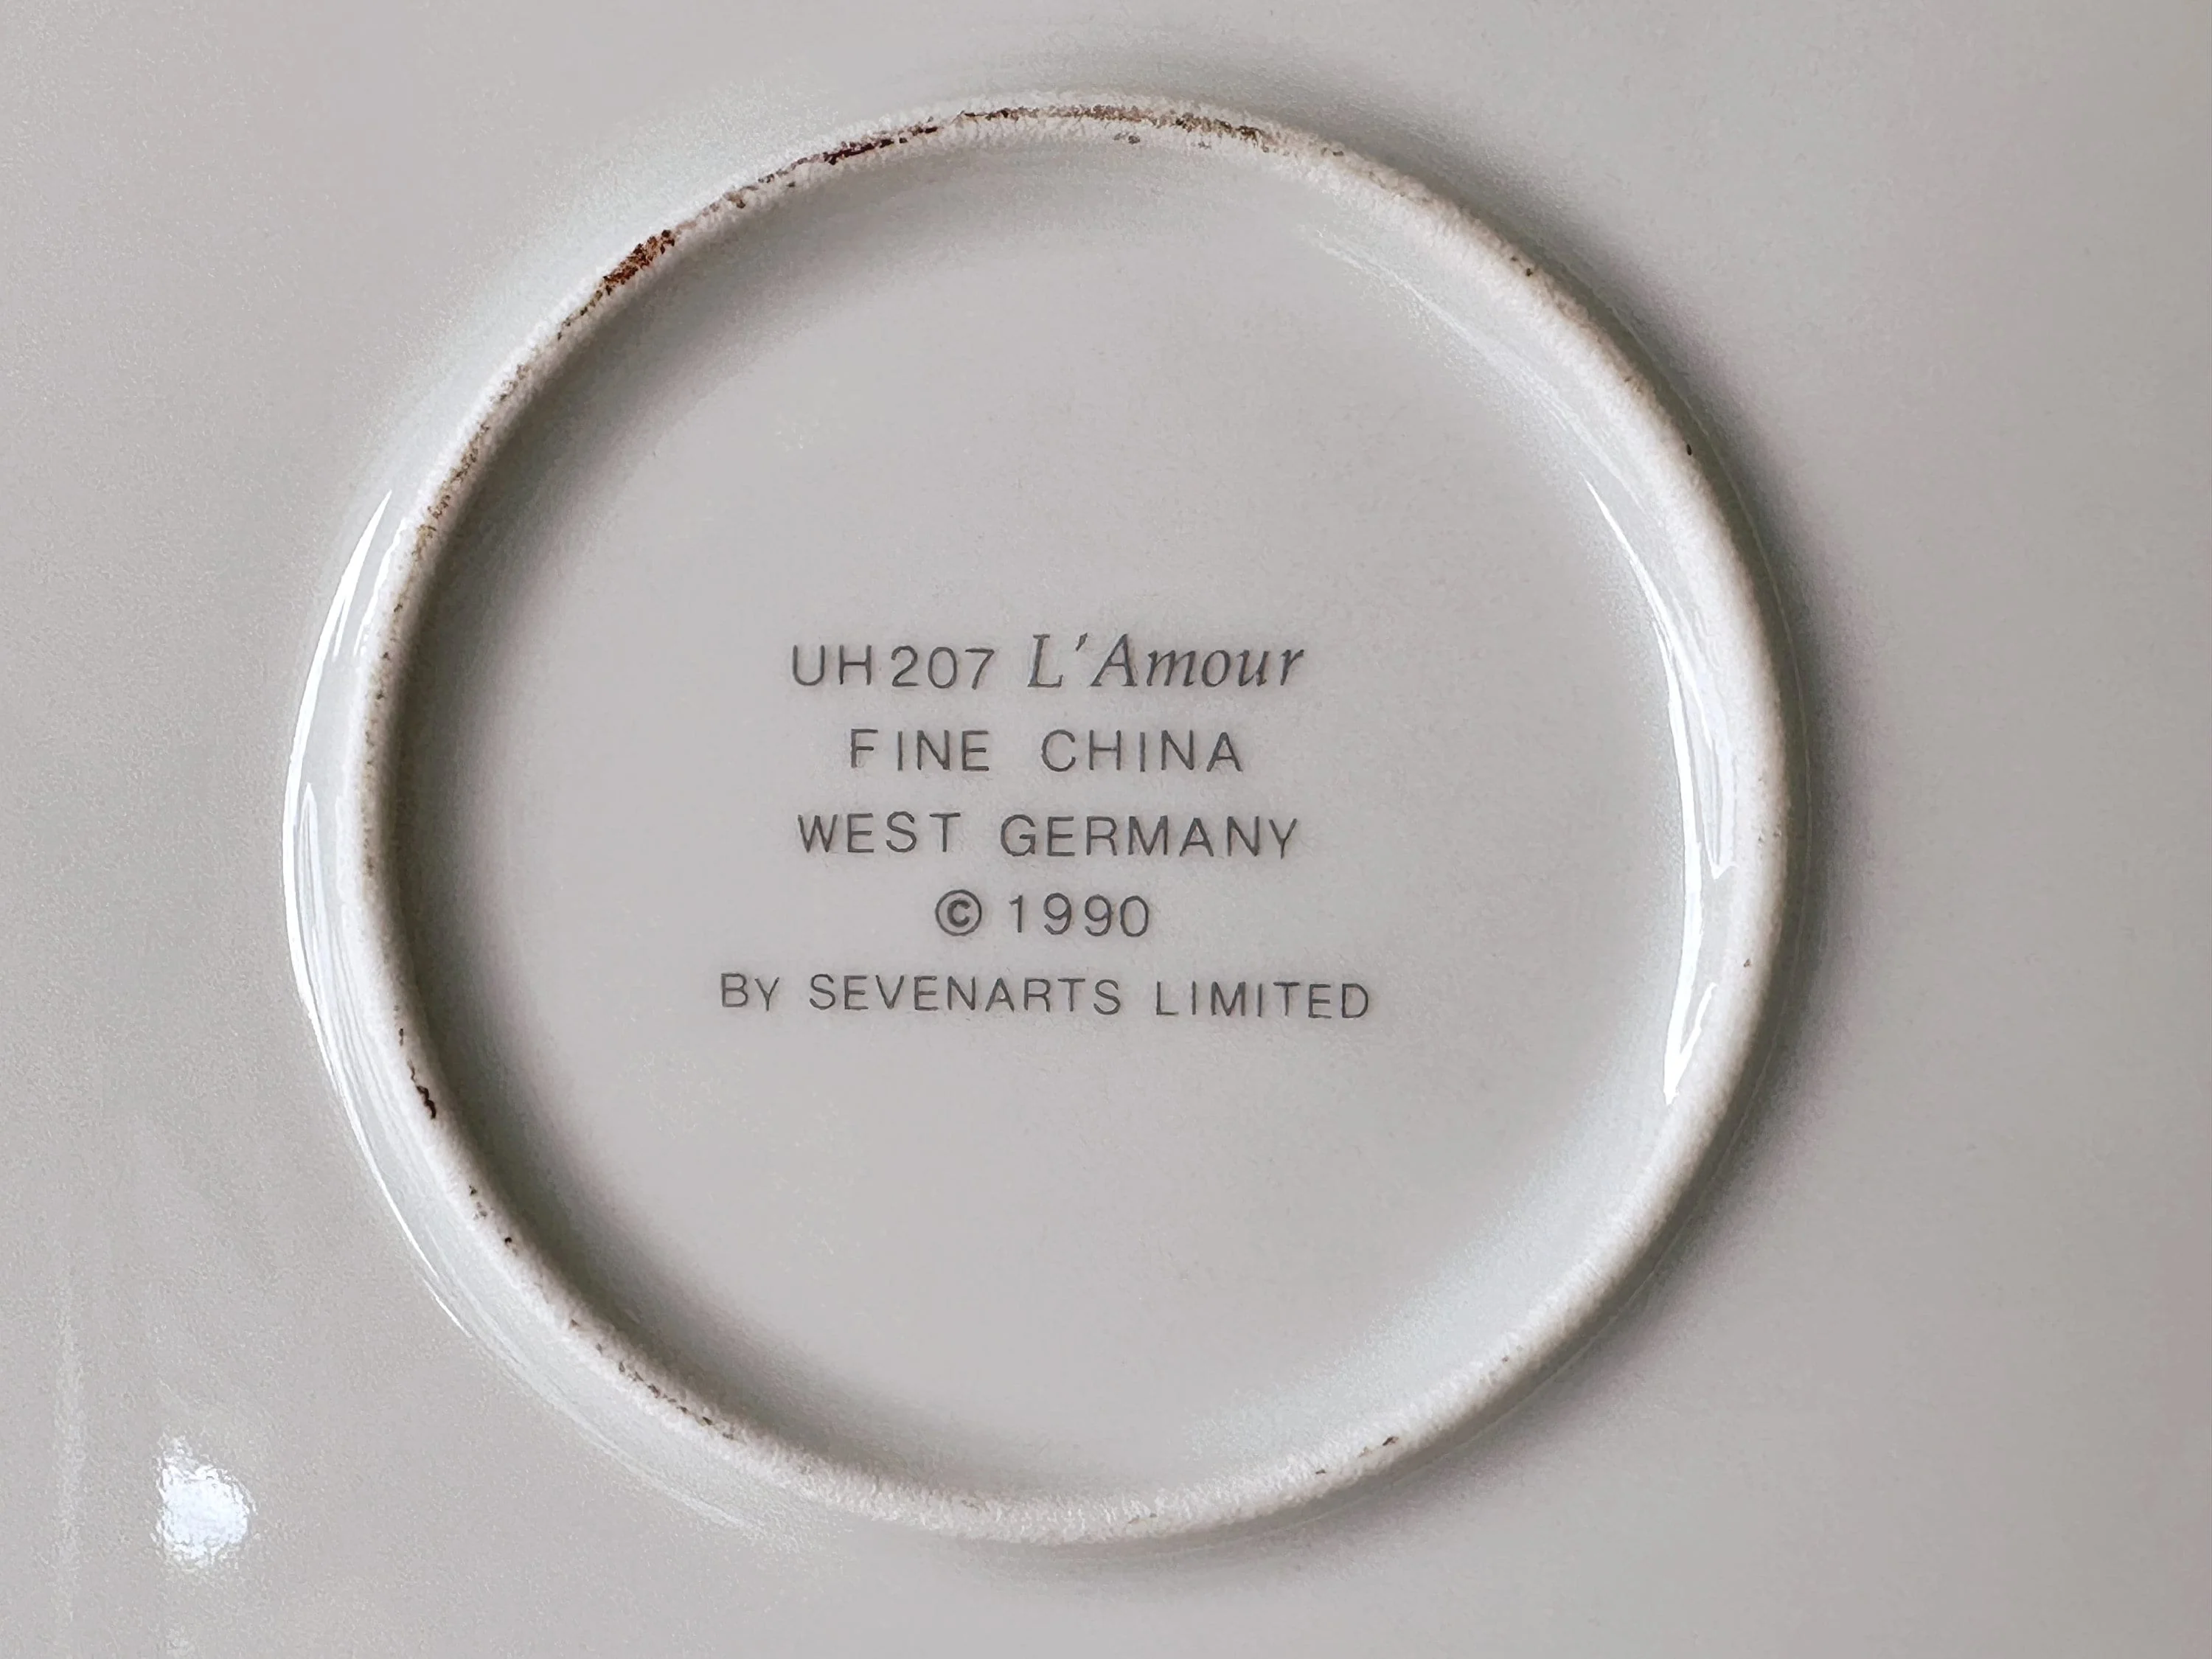 UH207 L'Amour
FINE CHINA
WEST GERMANY
© 1990
BY SEVENARTS LIMITED